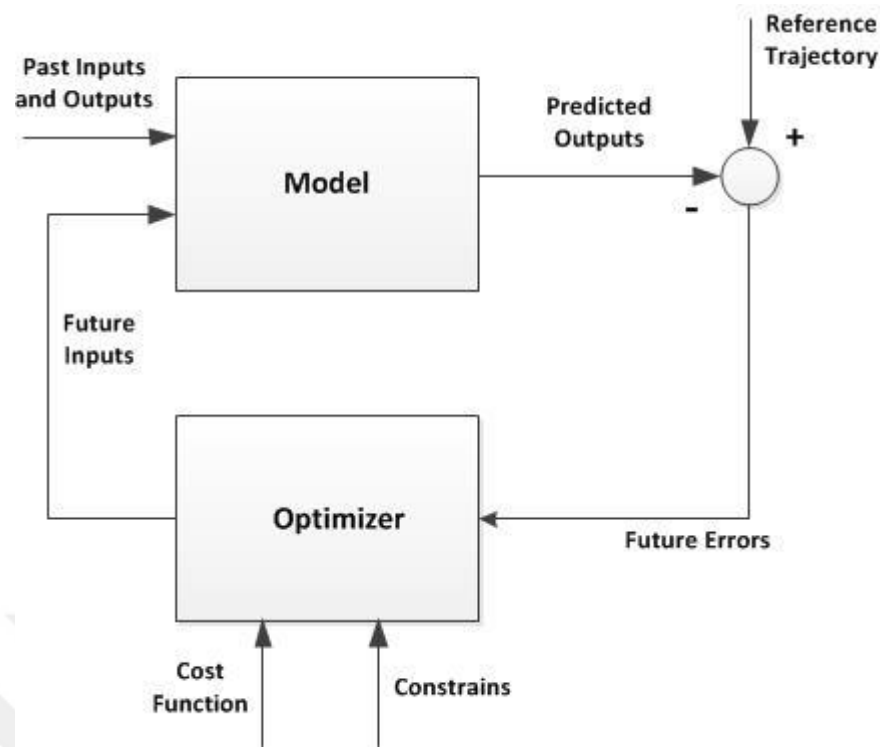 Reference
Trajectory
Past Inputs
and Outputs
Predicted
Outputs
+
Model
-
Future
Inputs
Optimizer
Future Errors
Cost
Function
Constrains